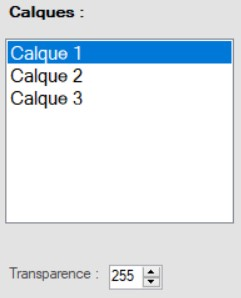 Calques :
Calque 1
Calque 2
Calque 3
Transparence : 255